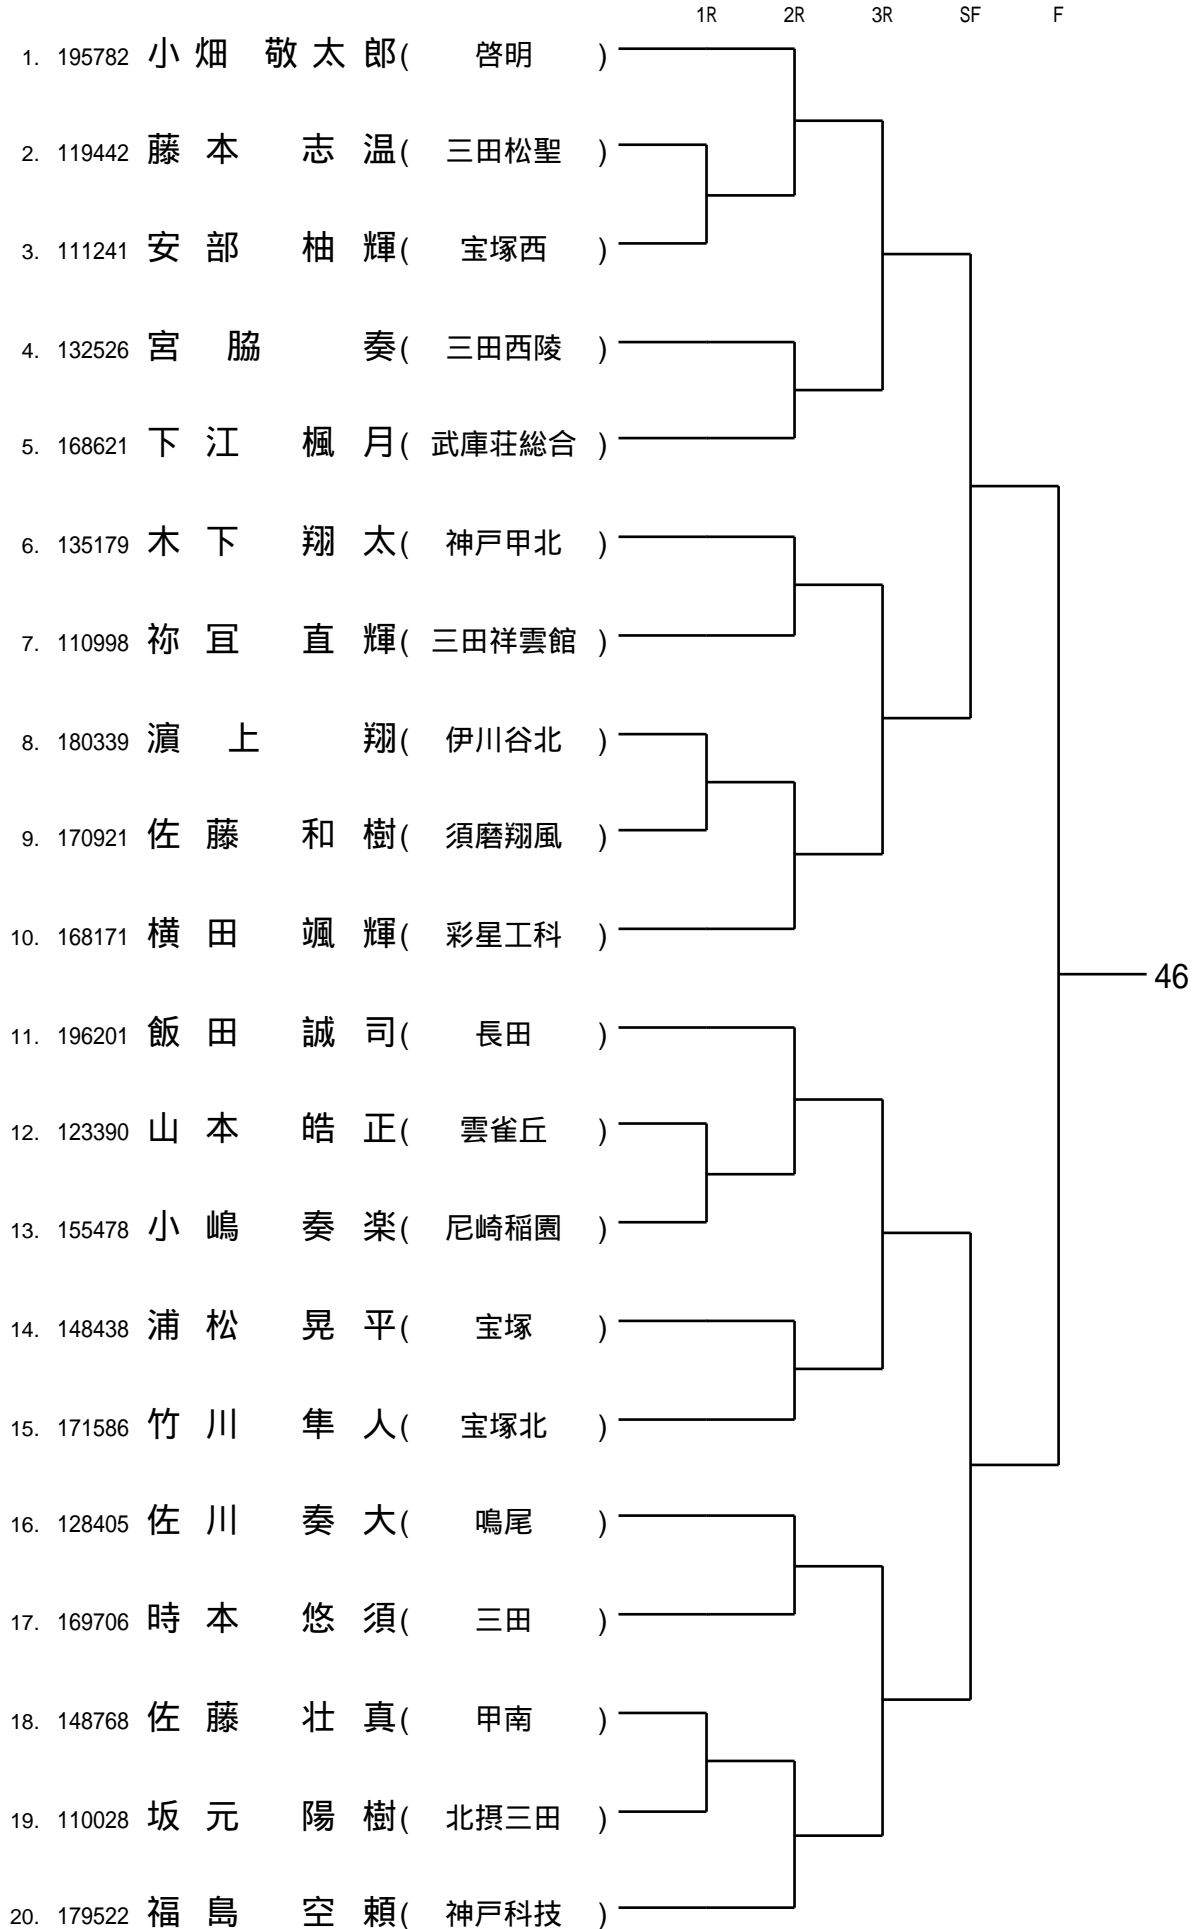 1R 2R 3R SF F
1. 195782 小畑 敬太郎( 啓明 )
2. 119442 藤本 志温( 三田松聖 )
3. 111241 安部 柚輝( 宝塚西 )
4. 132526 宮脇 奏( 三田西陵 )
5. 168621 下江 楓月( 武庫荘総合 )
6. 135179 木下 翔太( 神戸甲北 )
7. 110998 祢冝 直輝( 三田祥雲館 )
8. 180339 濵上 翔( 伊川谷北 )
9. 170921 佐藤 和樹( 須磨翔風 )
10. 168171 横田 颯輝( 彩星工科 )
46
11. 196201 飯田 誠司( 長田 )
12. 123390 山本 皓正( 雲雀丘 )
13. 155478 小嶋 奏楽( 尼崎稲園 )
14. 148438 浦松 晃平( 宝塚 )
15. 171586 竹川 隼人( 宝塚北 )
16. 128405 佐川 奏大( 鳴尾 )
17. 169706 時本 悠須( 三田 )
18. 148768 佐藤 壮真( 甲南 )
19. 110028 坂元 陽樹( 北摂三田 )
20. 179522 福島 空頼( 神戸科技 )